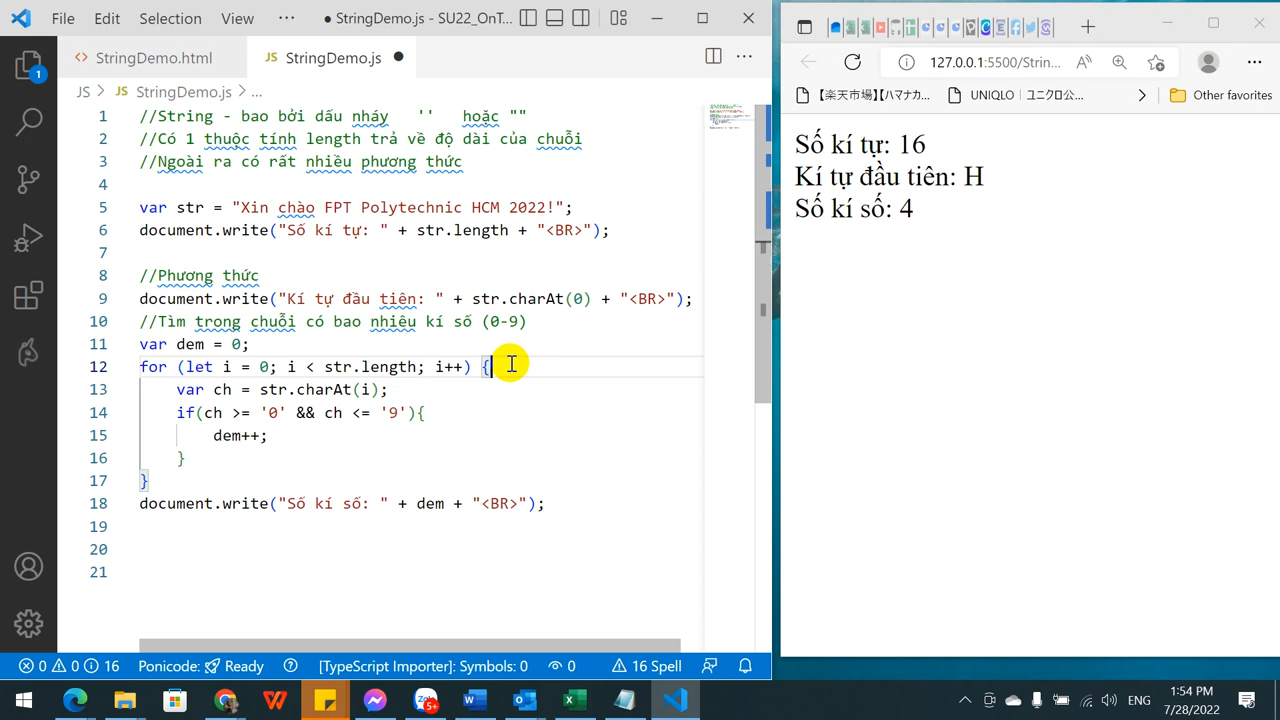 File Edit Selection View ··· ● StringDemo.js - SU22_OnT...
StringDemo.html
JS StringDemo.js ●
JS > JS StringDemo.js > ...
1 //String - bao bởi dấu nháy '' hoặc ""
2 //Có 1 thuộc tính length trả về độ dài của chuỗi
3 //Ngoài ra có rất nhiều phương thức
4
5 var str = "Xin chào FPT Polytechnic HCM 2022!";
6 document.write("Số kí tự: " + str.length + "<BR>");
7
8 //Phương thức
9 document.write("Kí tự đầu tiên: " + str.charAt(0) + "<BR>");
10 //Tìm trong chuỗi có bao nhiêu kí số (0-9)
11 var dem = 0;
12 for (let i = 0; i < str.length; i++) {
13 var ch = str.charAt(i);
14 if(ch >= '0' && ch <= '9'){
15 dem++;
16 }
17 }
18 document.write("Số kí số: " + dem + "<BR>");
19
20
21
1
0 0 16 Ponicode: Ready [TypeScript Importer]: Symbols: 0 0 16 Spell
127.0.0.1:5500/Strin...
【楽天市場】【ハマナカ... UNIQLO | ユニクロ公... Other favorites
Số kí tự: 16
Kí tự đầu tiên: H
Số kí số: 4
5+
ENG
1:54 PM
7/28/2022